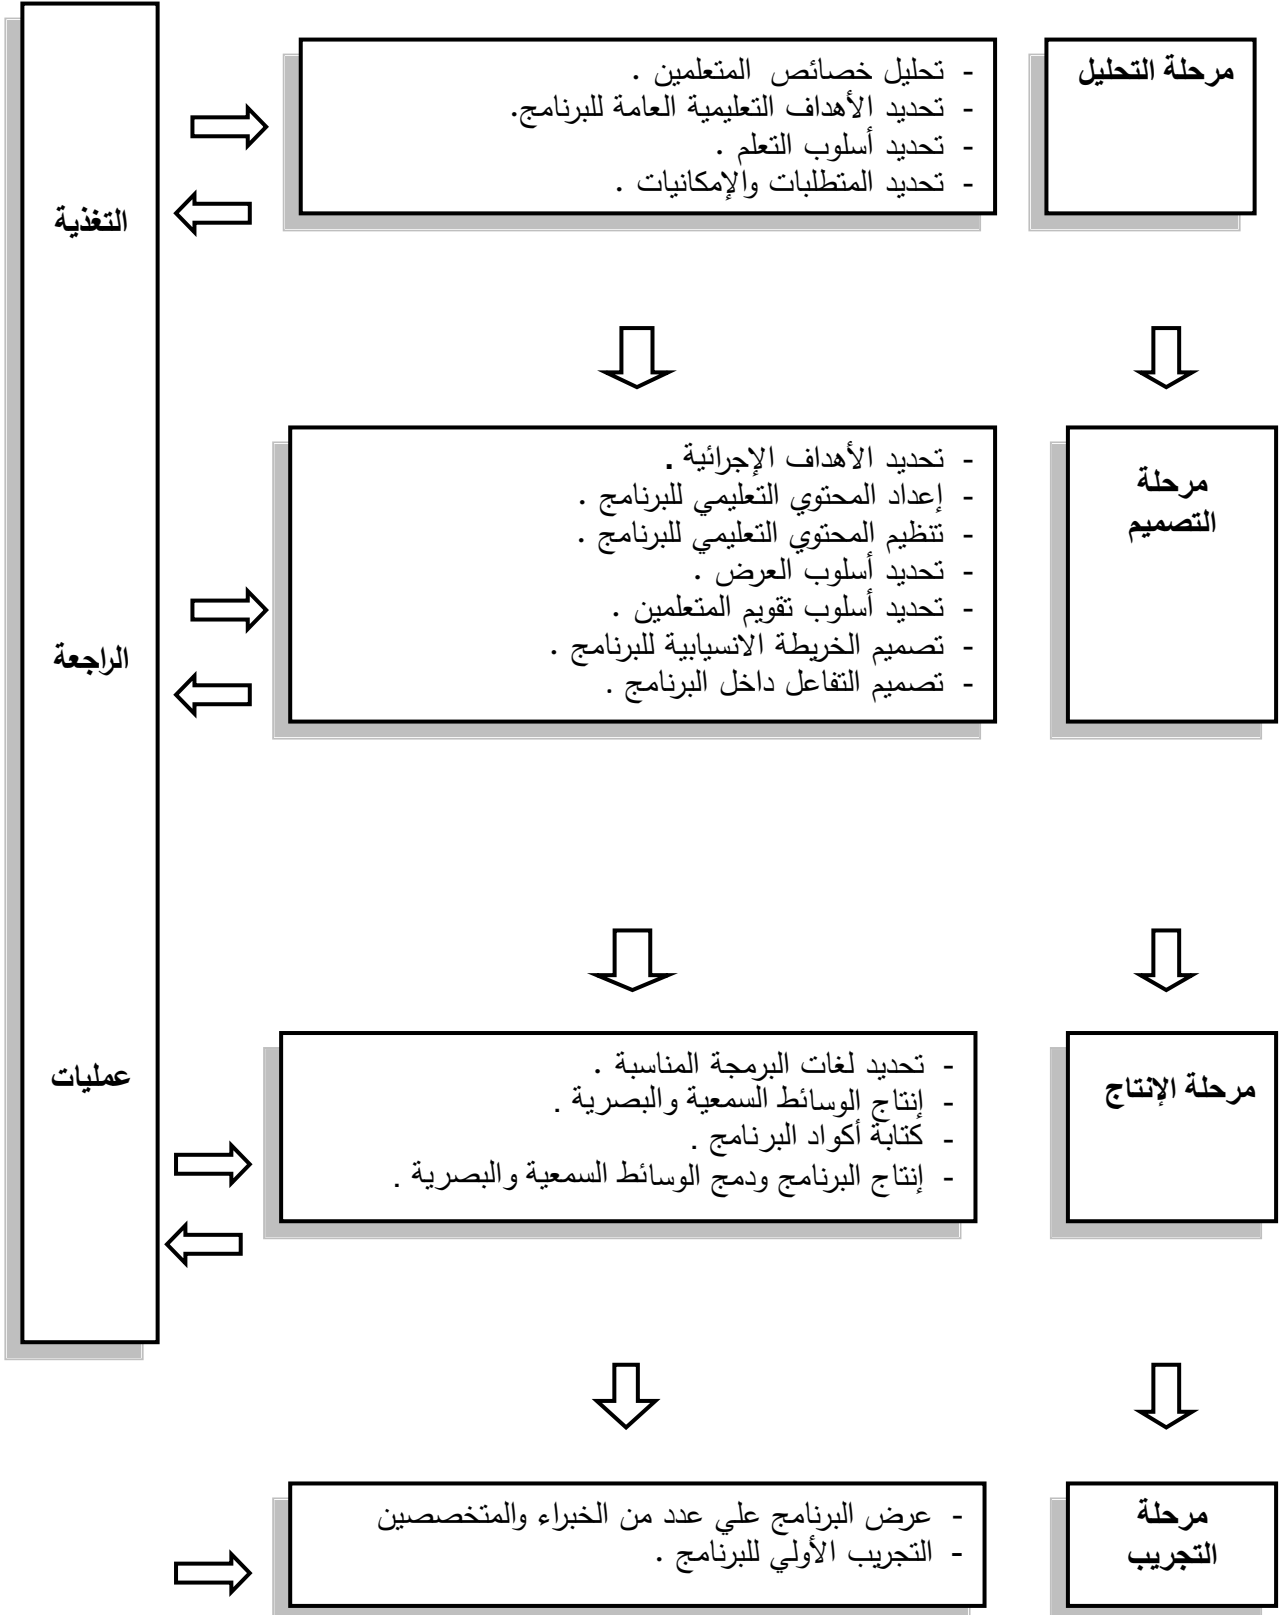 مرحلة التحليل
- تحليل خصائص المتعلمين .
- تحديد الأهداف التعليمية العامة للبرنامج.
- تحديد أسلوب التعلم .
- تحديد المتطلبات والإمكانيات .
مرحلة
التصميم
- تحديد الأهداف الإجرائية .
- إعداد المحتوي التعليمي للبرنامج .
- تنظيم المحتوي التعليمي للبرنامج .
- تحديد أسلوب العرض .
- تحديد أسلوب تقويم المتعلمين .
- تصميم الخريطة الانسيابية للبرنامج .
- تصميم التفاعل داخل البرنامج .
مرحلة الإنتاج
- تحديد لغات البرمجة المناسبة .
- إنتاج الوسائط السمعية والبصرية .
- كتابة أكواد البرنامج .
- إنتاج البرنامج ودمج الوسائط السمعية والبصرية .
مرحلة
التجريب
- عرض البرنامج علي عدد من الخبراء والمتخصصين
- التجريب الأولي للبرنامج .
التغذية
الراجعة
عمليات